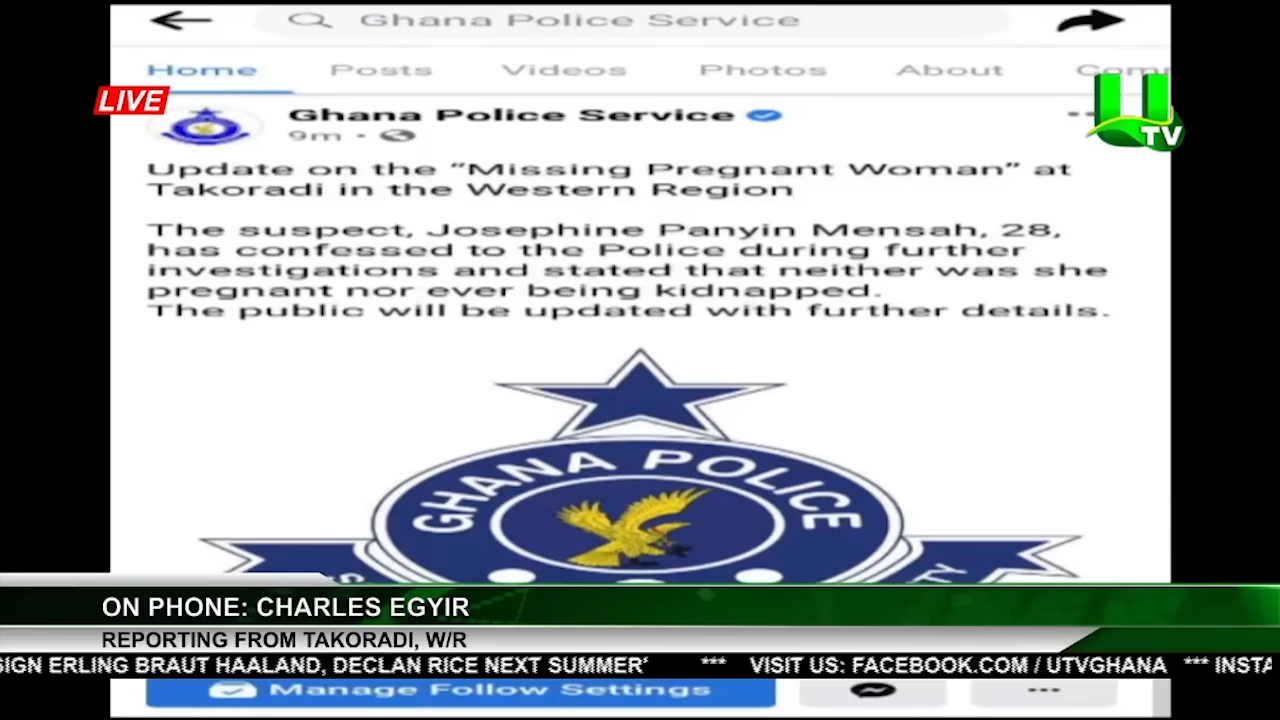 Ghana Police Service
Home Posts Videos Photos About Com
LIVE
U TV
Ghana Police Service
9m
Update on the “Missing Pregnant Woman” at
Takoradi in the Western Region
The suspect, Josephine Panyin Mensah, 28,
has confessed to the Police during further
investigations and stated that neither was she
pregnant nor ever being kidnapped.
The public will be updated with further details.
GHANA POLICE
TY
ON PHONE: CHARLES EGYIR
REPORTING FROM TAKORADI, W/R
SIGN ERLING BRAUT HAALAND, DECLAN RICE NEXT SUMMER' *** VISIT US: FACEBOOK.COM / UTVGHANA *** INSTA
Manage Follow Settings